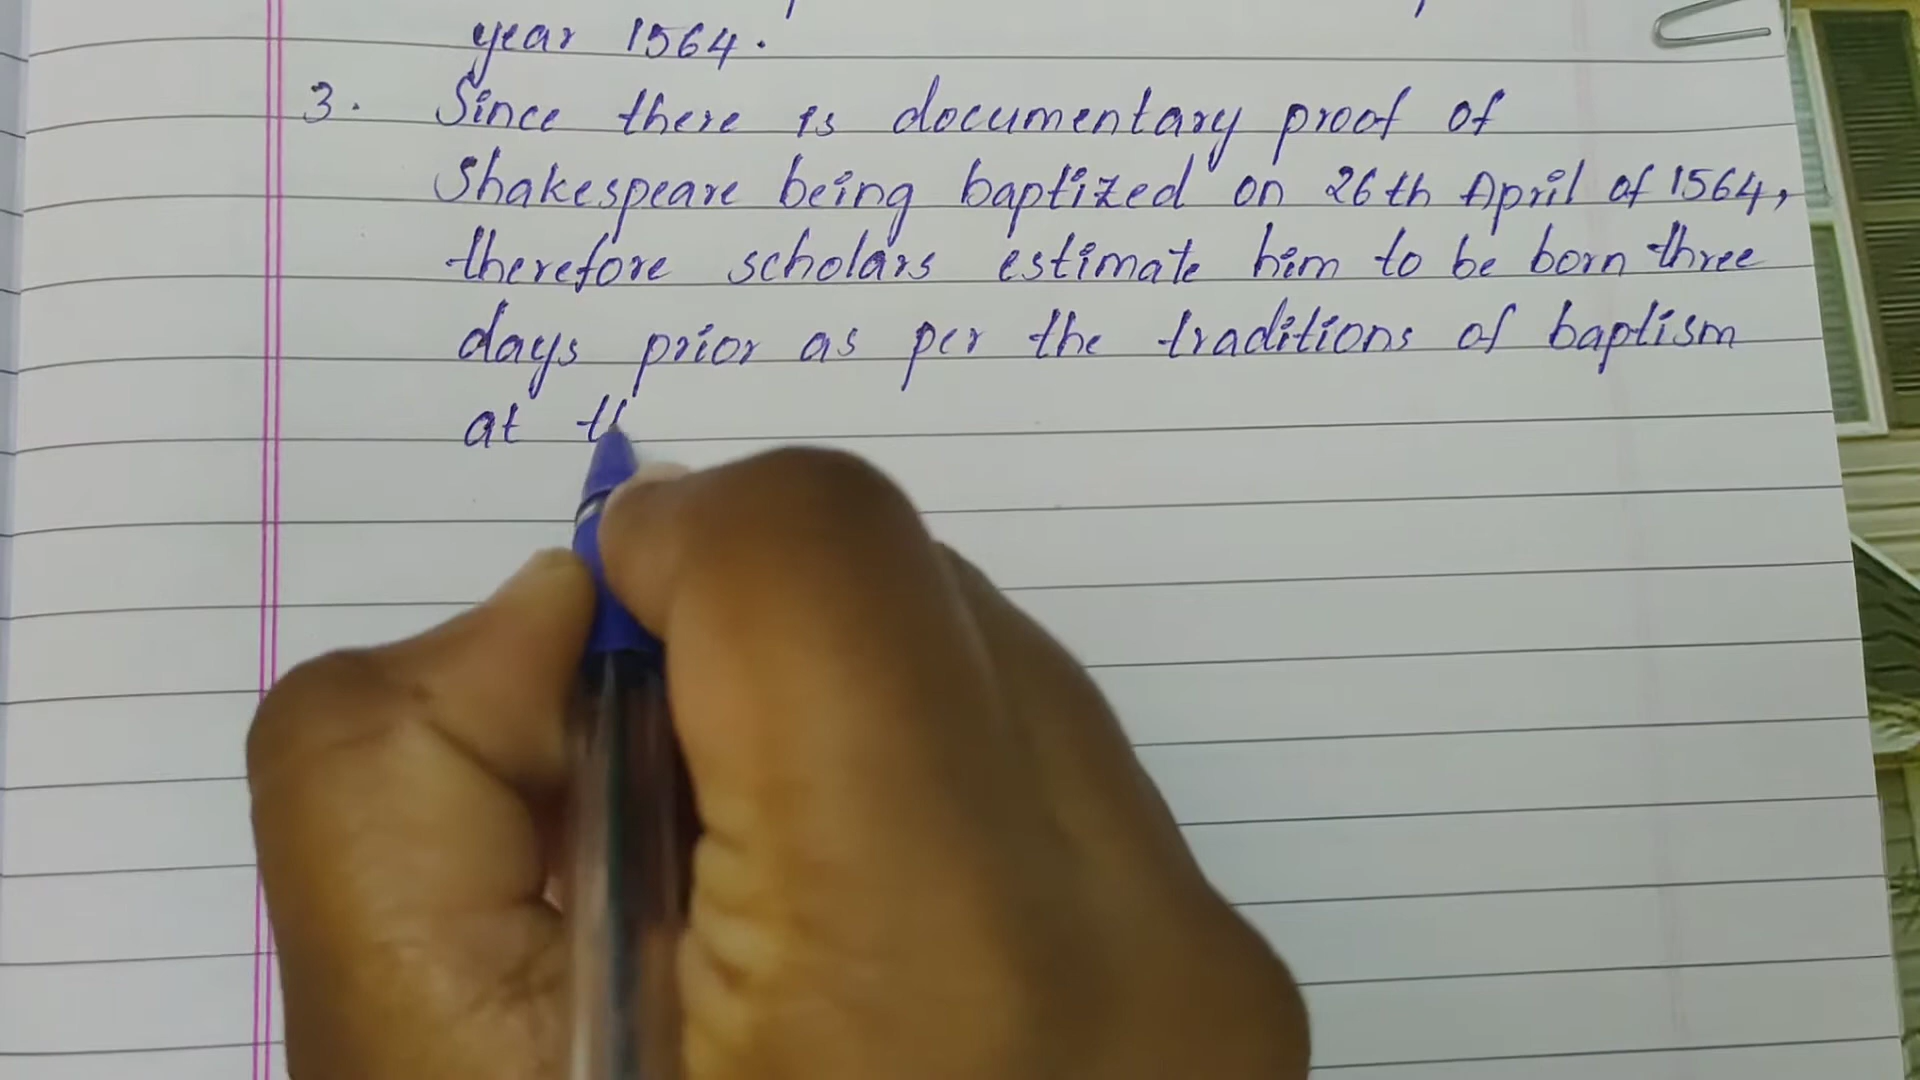 year 1564.
3. Since there is documentary proof of
Shakespeare being baptized on 26th April of 1564,
therefore scholars estimate him to be born three
days prior as per the traditions of baptism
at th